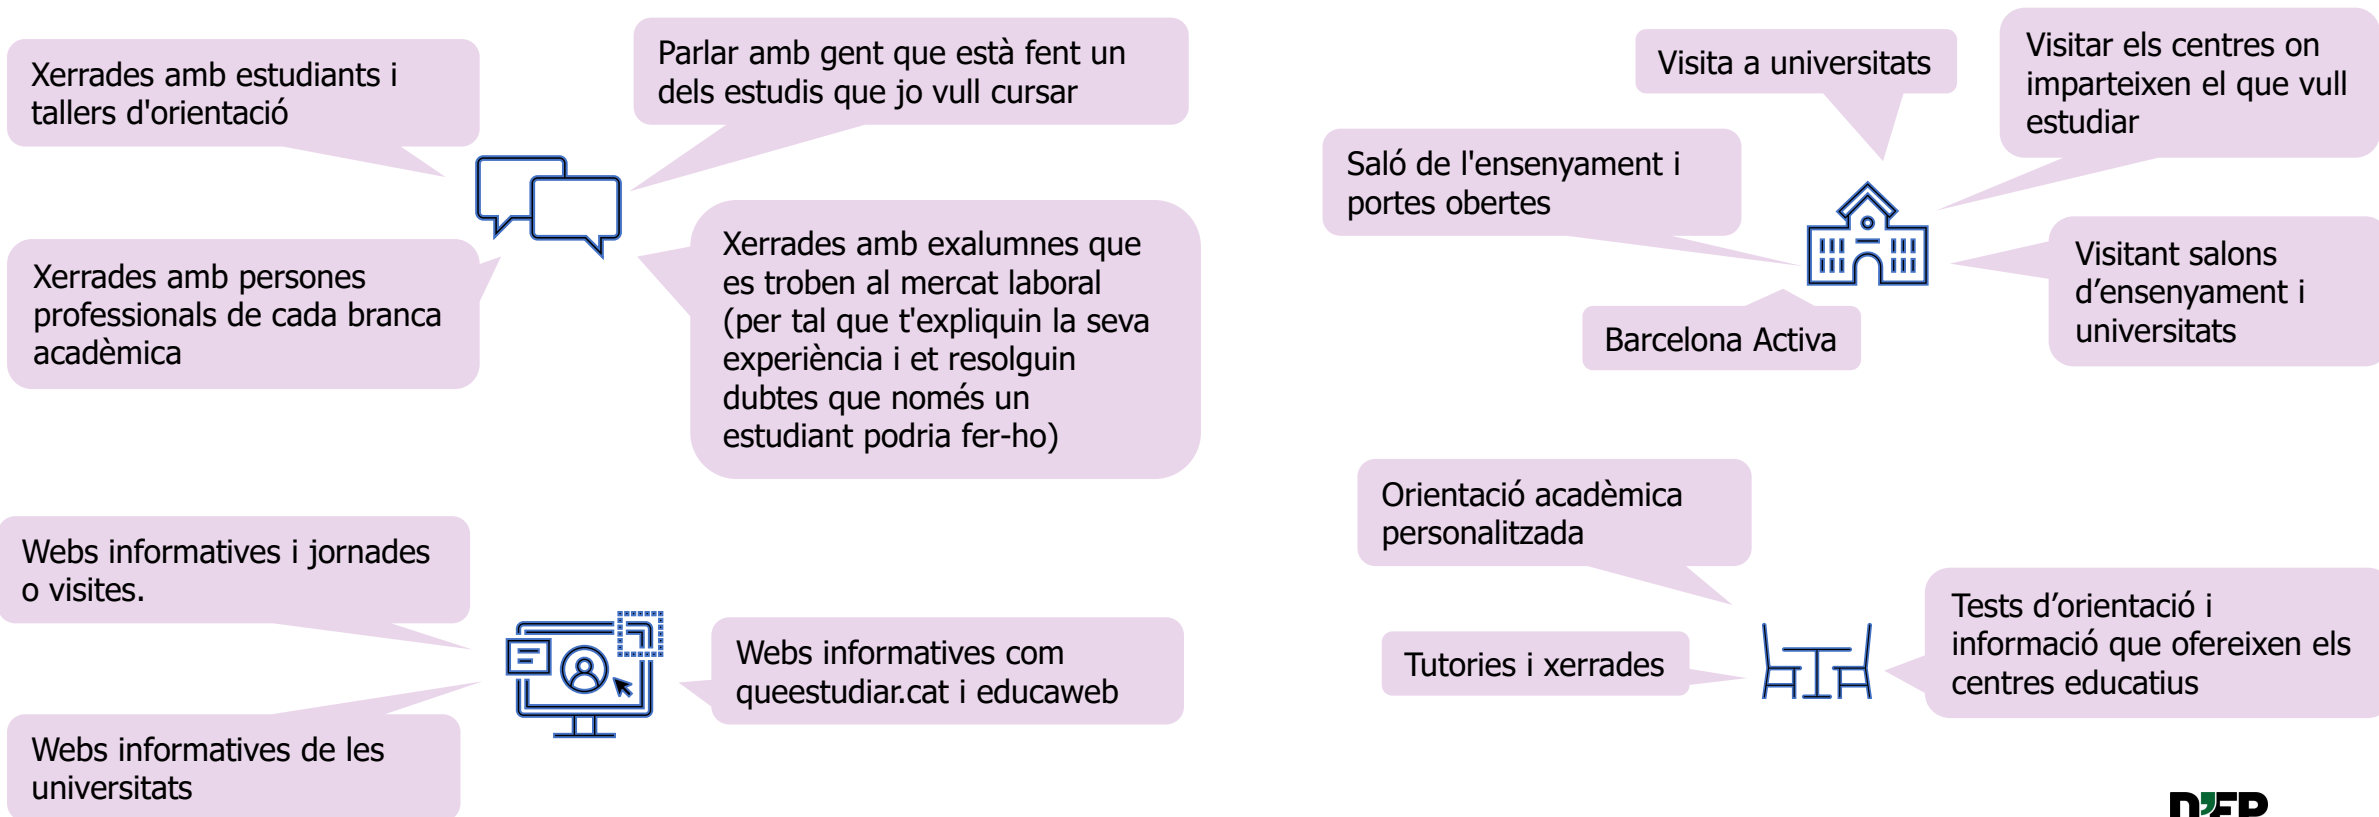 Xerrades amb estudiants i
tallers d'orientació
Parlar amb gent que està fent un
dels estudis que jo vull cursar
Xerrades amb persones
professionals de cada branca
acadèmica
Xerrades amb exalumnes que
es troben al mercat laboral
(per tal que t'expliquin la seva
experiència i et resolguin
dubtes que només un
estudiant podria fer-ho)
Visita a universitats
Visitar els centres on
imparteixen el que vull
estudiar
Saló de l'ensenyament i
portes obertes
Visitant salons
d’ensenyament i
universitats
Barcelona Activa
Webs informatives i jornades
o visites.
Webs informatives com
queestudiar.cat i educaweb
Webs informatives de les
universitats
Orientació acadèmica
personalitzada
Tutories i xerrades
Tests d’orientació i
informació que ofereixen els
centres educatius
D’EP